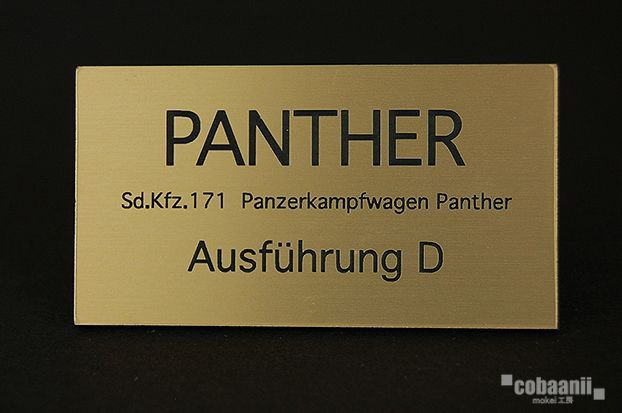 PANTHER
Sd.Kfz.171 Panzerkampfwagen Panther
Ausführung D
cobaanii
mokei工房